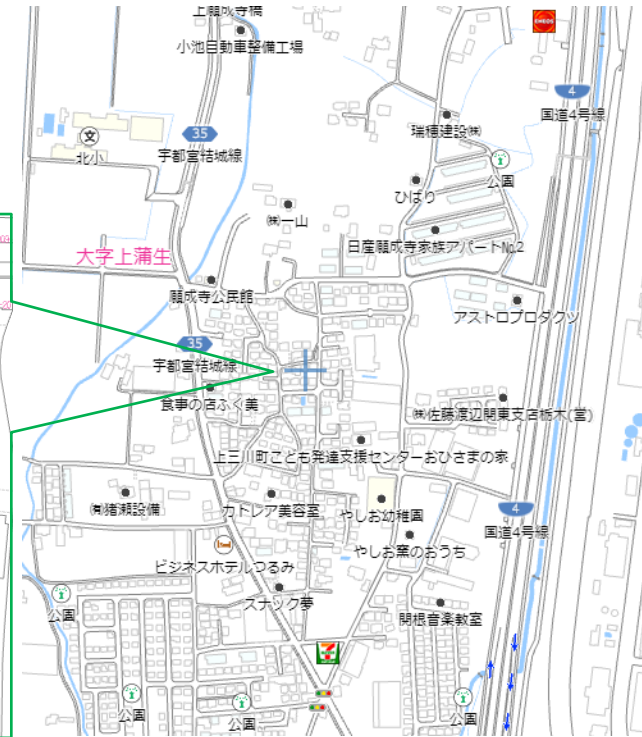 上願成寺橋
小池自動車整備工場
ENEOS
4
国道4号線
瑞穂建設㈱
35
宇都宮結城線
文
北小
公園
ひばり
㈱一山
日産願成寺家族アパート№2
大字上蒲生
願成寺公民館
アストロプロダクツ
35
宇都宮結城線
食事の店ふく美
㈱佐藤渡辺関東支店栃木(営)
上三川町こども発達支援センターおひさまの家
㈲猪瀬設備
カトレア美容室
やしお幼稚園
4
国道4号線
やしお窯のおうち
ビジネスホテルつるみ
スナック夢
公園
関根音楽教室
7
公園
公園
公園